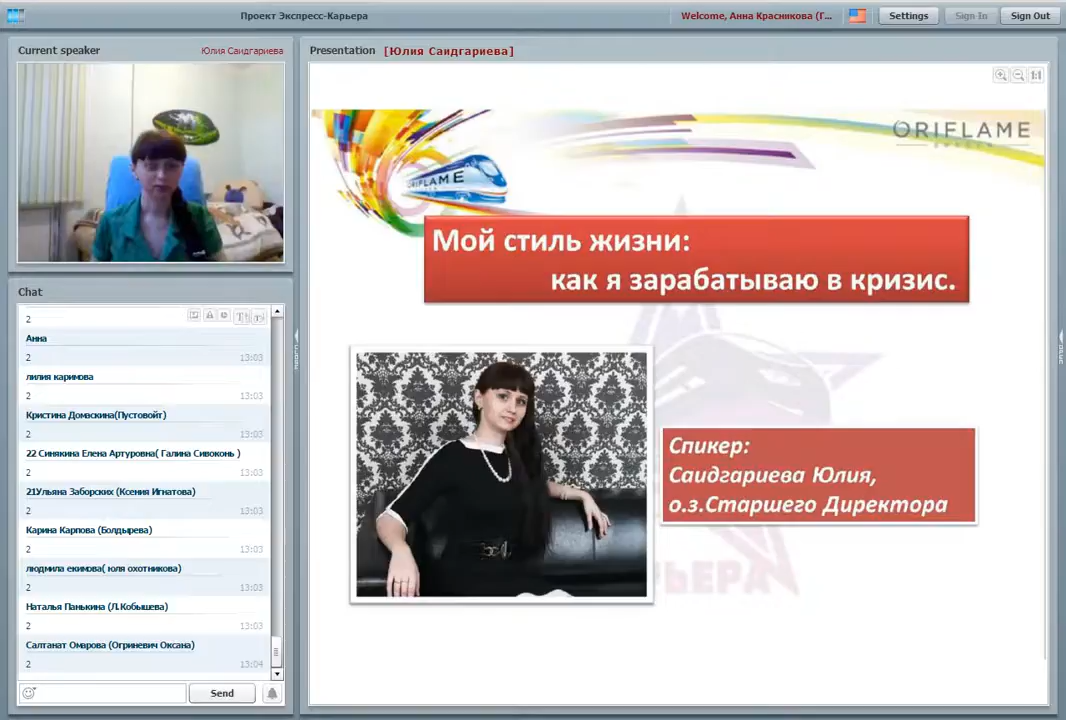 Проект Экспресс-Карьера
Welcome, Анна Красникова (Г...
Settings
Sign In
Sign Out
Current speaker
Юлия Саидгариева
Presentation [Юлия Саидгариева]
1:1
ORIFLAME
SWEDEN
ORIFLAME
Мой стиль жизни:
как я зарабатываю в кризис.
Спикер:
Саидгариева Юлия,
о.з.Старшего Директора
Chat
2
Анна
2 13:03
лилия каримова
2 13:03
Кристина Домаскина(Пустовойт)
2 13:03
22 Синякина Елена Артуровна( Галина Сивоконь )
2 13:03
21Ульяна Заборских (Ксения Игнатова)
2 13:03
Карина Карпова (Болдырева)
2 13:03
людмила екимова( юля охотникова)
2 13:03
Наталья Панькина (Л.Кобышева)
2 13:03
Салтанат Омарова (Огриневич Оксана)
2 13:04
Send